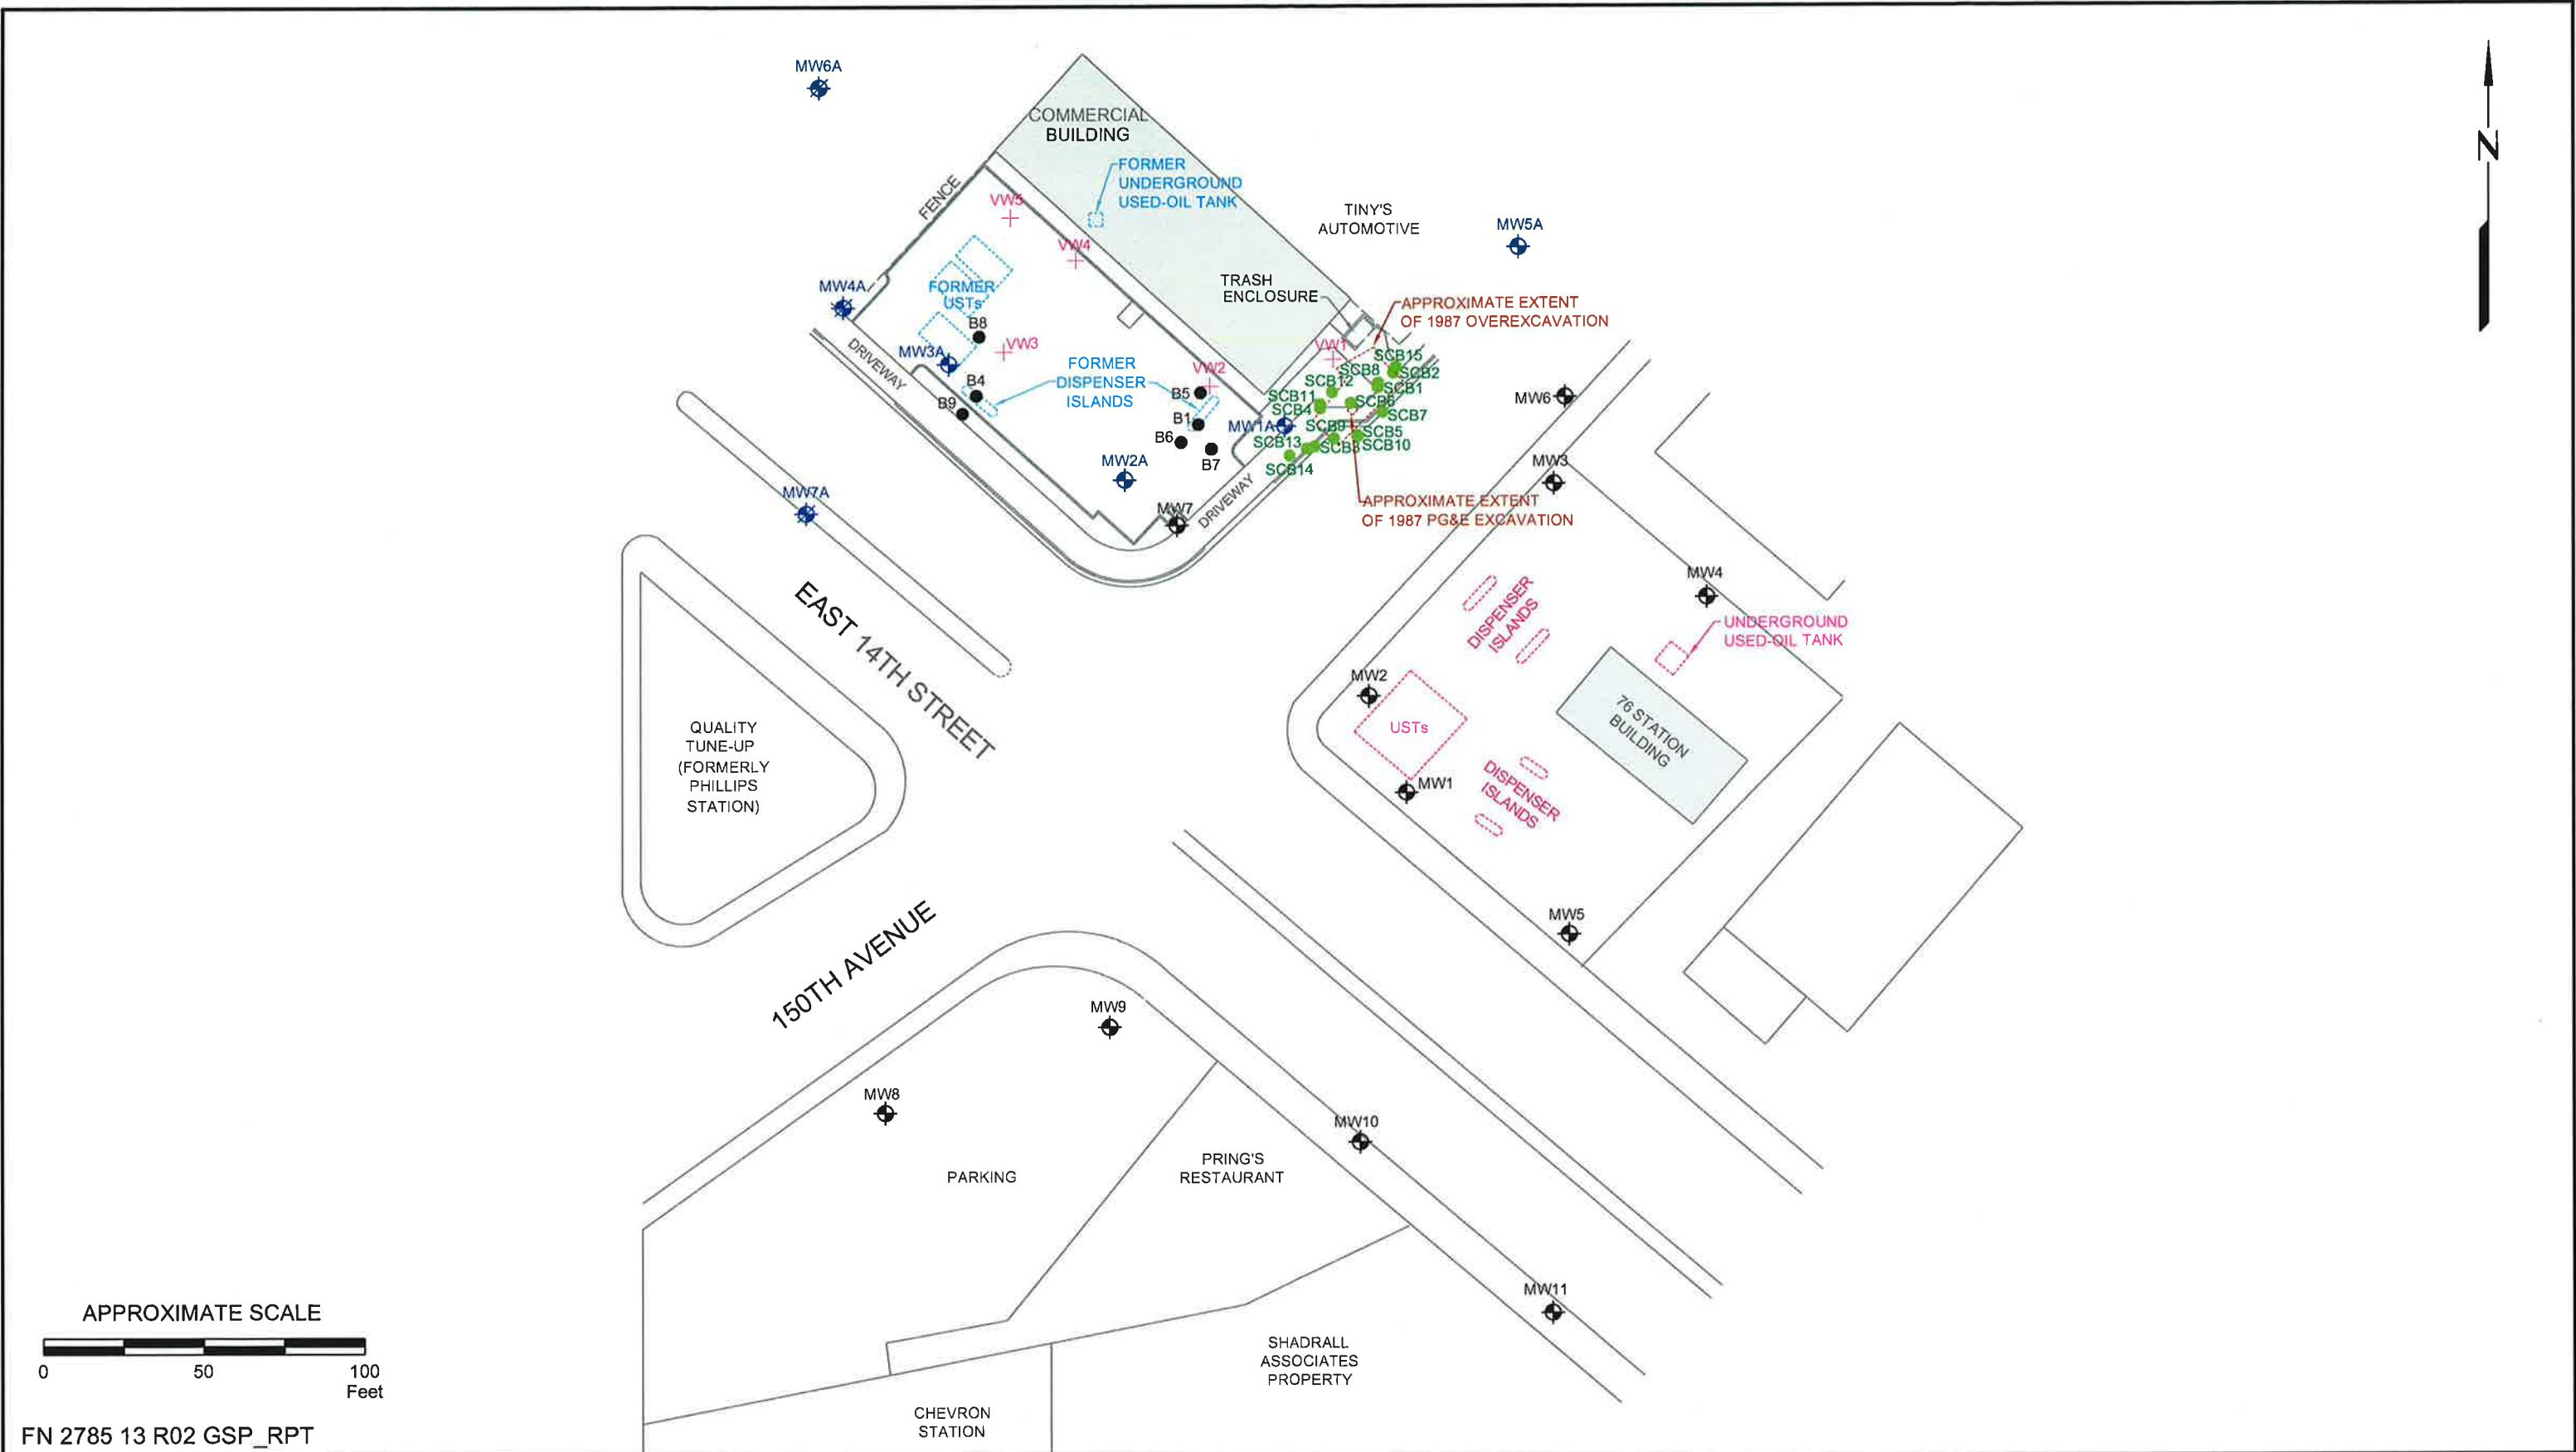 MW6A
COMMERCIAL
BUILDING
N
FORMER
UNDERGROUND
USED-OIL TANK
FENCE
VW5
TINY'S
AUTOMOTIVE
MW5A
VW4
MW4A
FORMER
USTs
TRASH
ENCLOSURE
APPROXIMATE EXTENT
OF 1987 OVEREXCAVATION
B8
VW3
MW3A
DRIVEWAY
FORMER
DISPENSER
ISLANDS
VW1
VW2
SCB15
SCB8
SCB2
SCB12
SCB1
B4
B9
B5
SCB11
SCB6
SCB4
SCB7
MW6
B1
MW1A
SCB9
SCB5
B6
SCB13
SCB3
SCB10
B7
SCB14
MW2A
MW3
MW7A
MW7
DRIVEWAY
APPROXIMATE EXTENT
OF 1987 PG&E EXCAVATION
MW4
DISPENSER
ISLANDS
UNDERGROUND
USED-OIL TANK
EAST 14TH STREET
MW2
USTs
76 STATION
BUILDING
QUALITY
TUNE-UP
(FORMERLY
PHILLIPS
STATION)
MW1
DISPENSER
ISLANDS
MW5
150TH AVENUE
MW9
MW8
MW10
PARKING
PRING'S
RESTAURANT
MW11
SHADRALL
ASSOCIATES
PROPERTY
CHEVRON
STATION
APPROXIMATE SCALE
0 50 100
Feet
FN 2785 13 R02 GSP_RPT